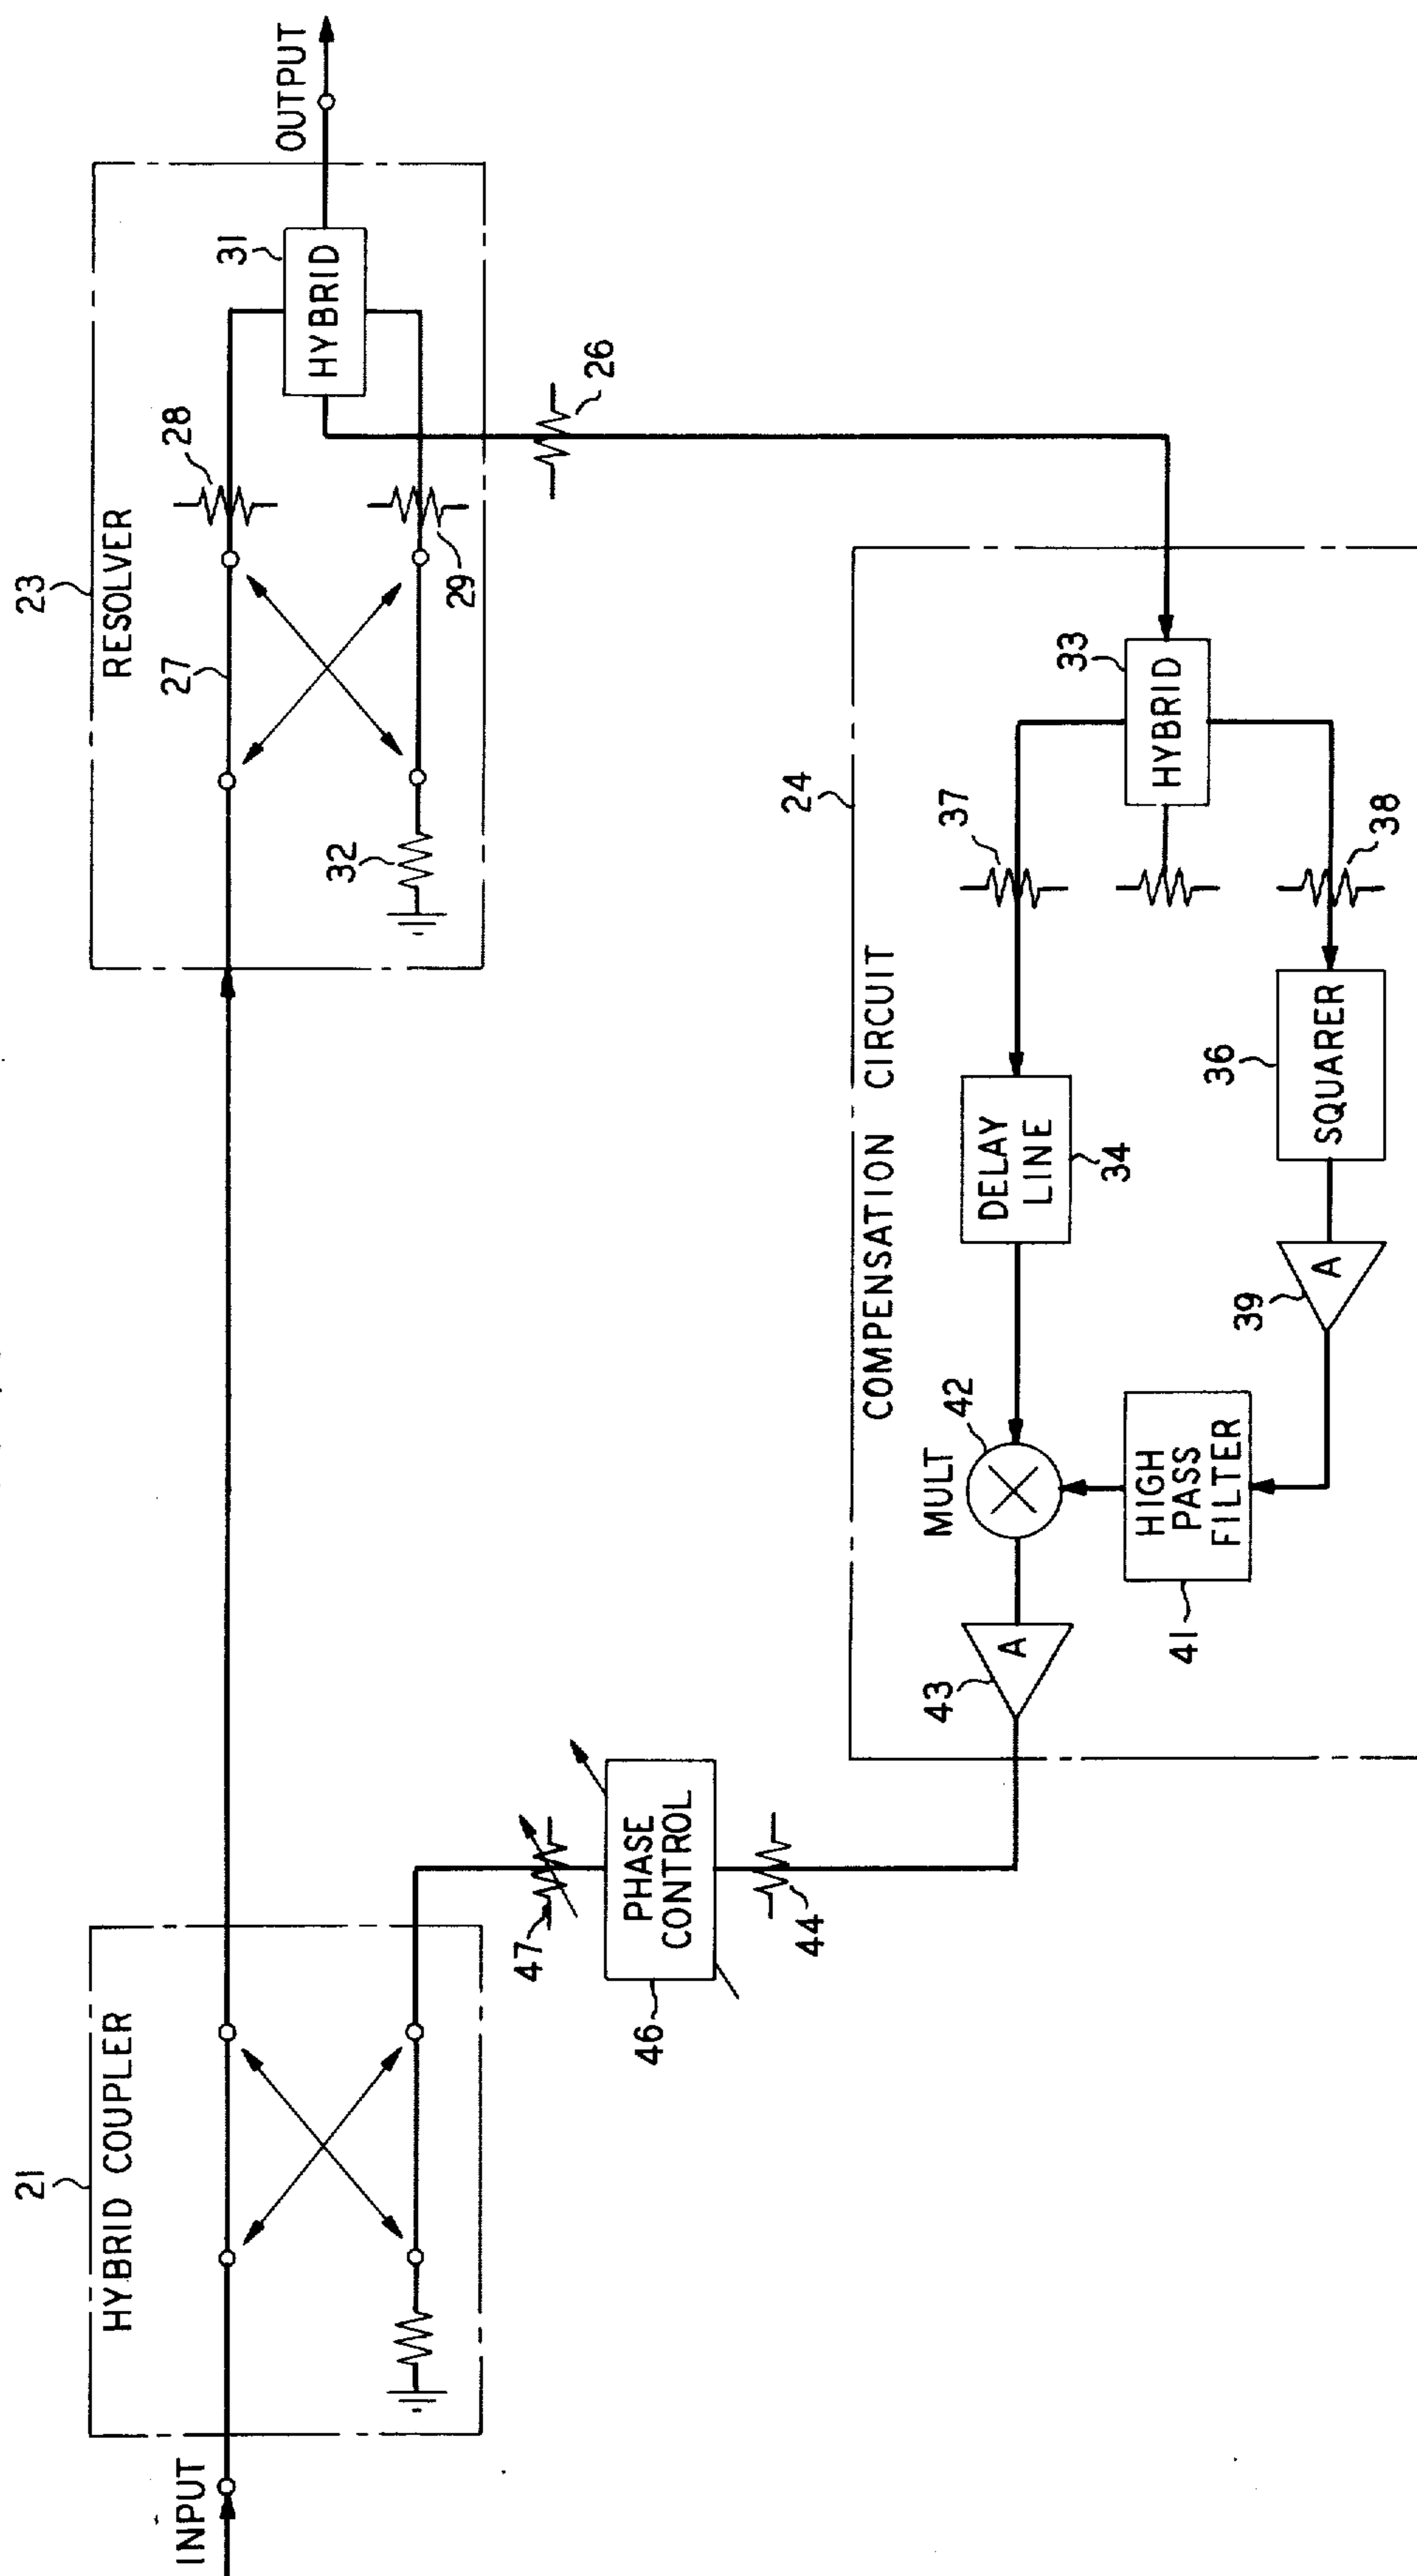 INPUT
21
HYBRID COUPLER
23
RESOLVER
27
28
29
32
31
HYBRID
OUTPUT
26
47
46
PHASE
CONTROL
44
24
COMPENSATION CIRCUIT
43
A
MULT
42
41
HIGH
PASS
FILTER
DELAY
LINE
34
37
33
HYBRID
38
39
A
36
SQUARER